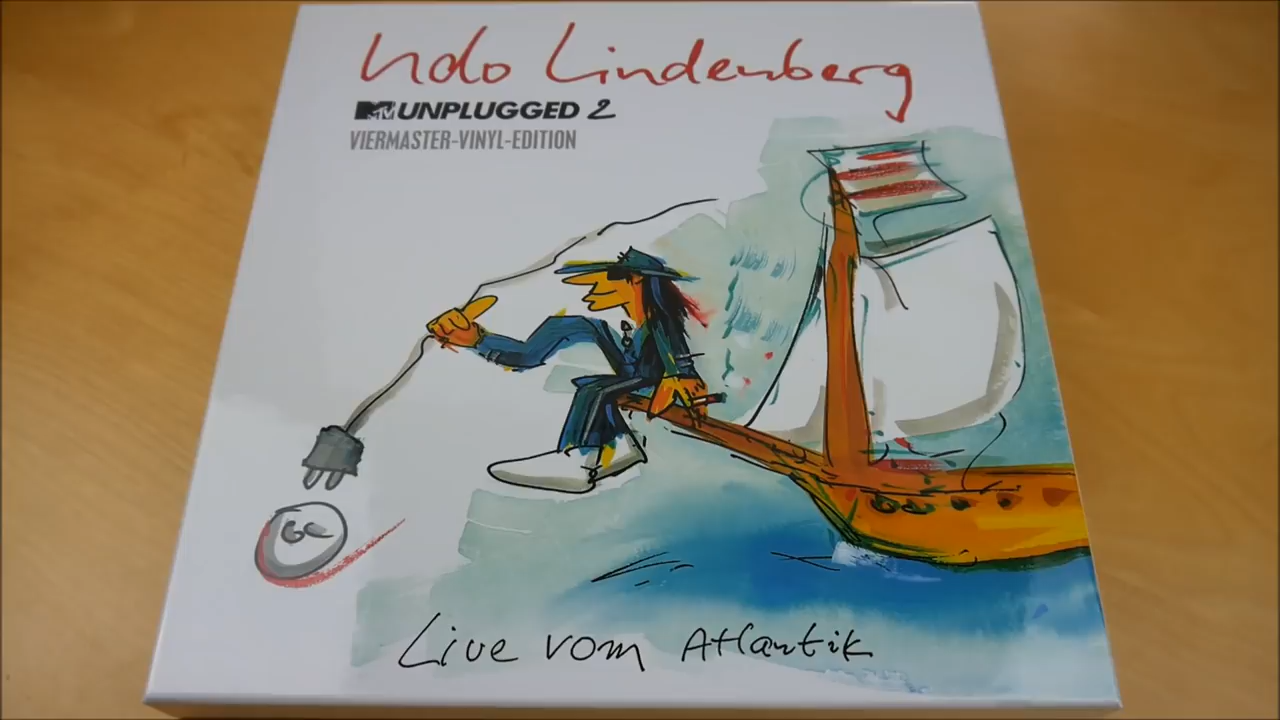 Udo Lindenberg
MTV UNPLUGGED 2
VIERMASTER-VINYL-EDITION
Live vom Atlantik